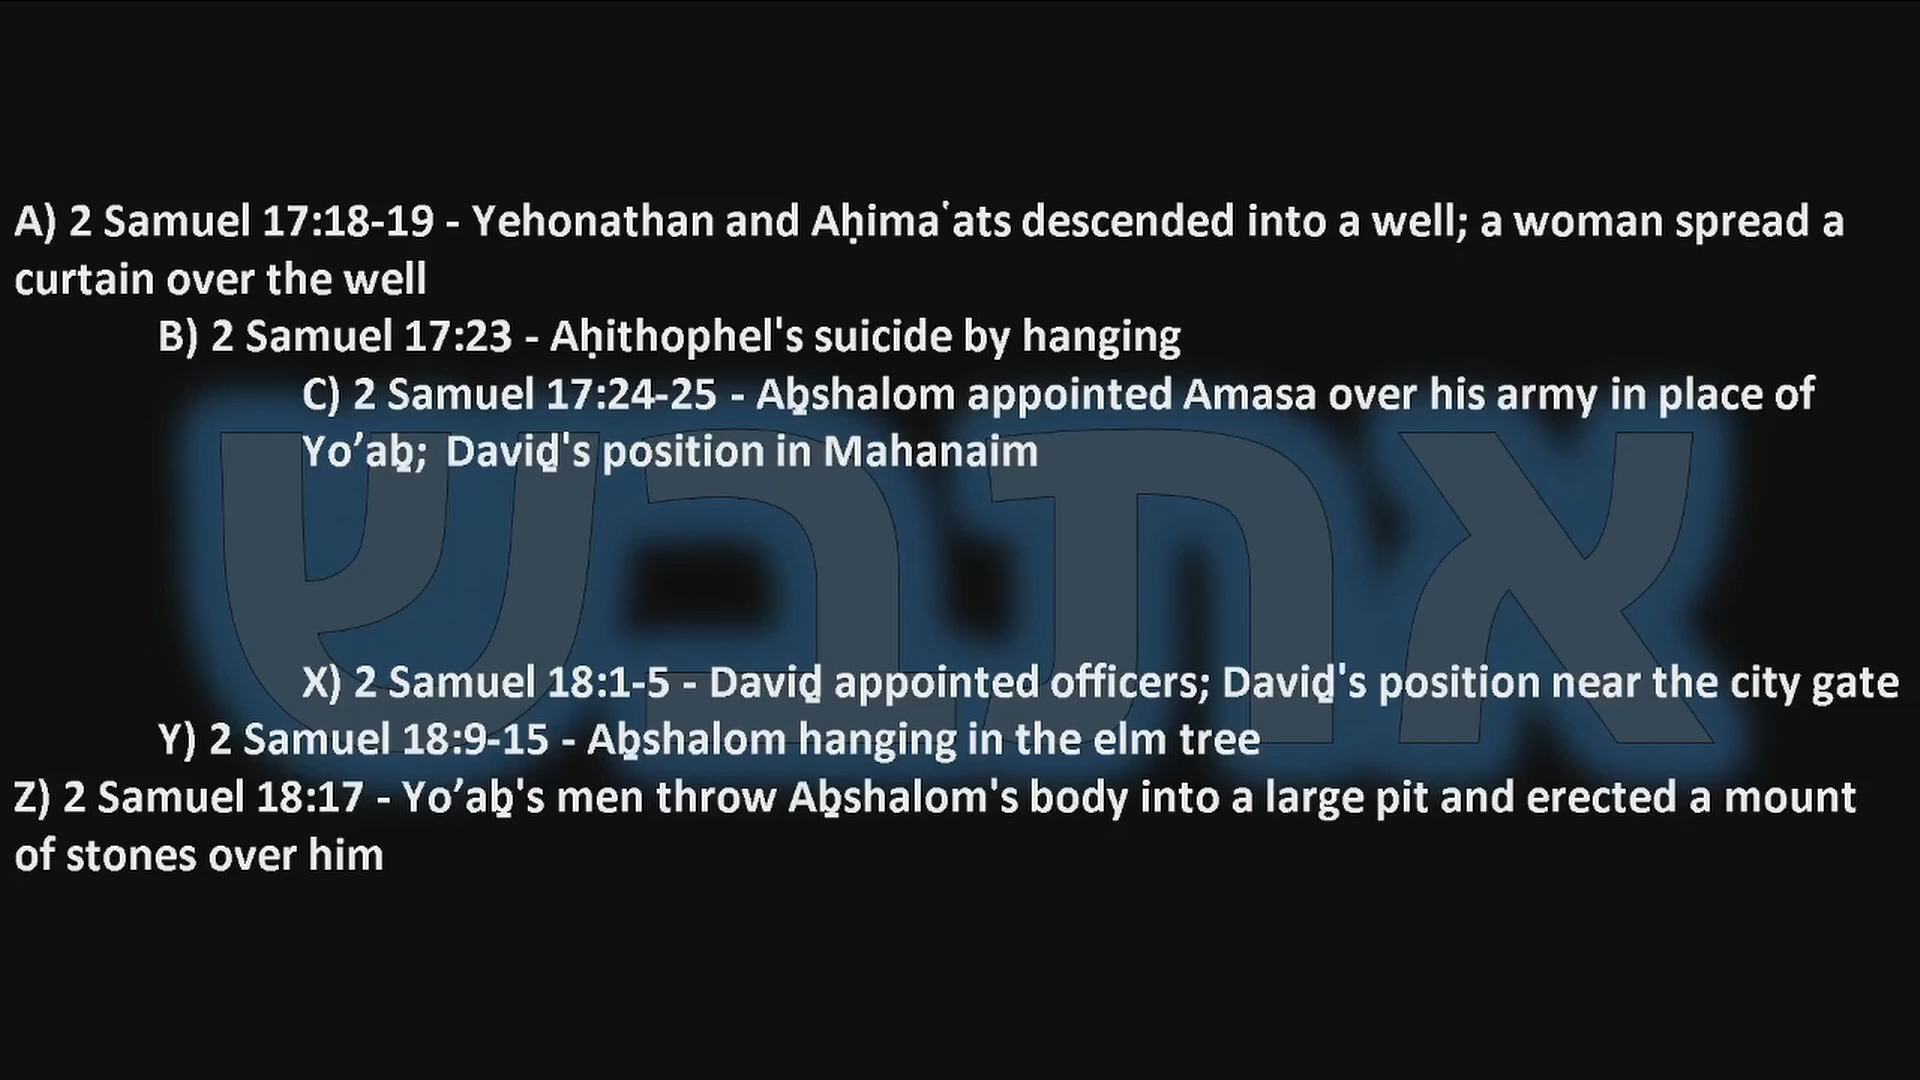 A) 2 Samuel 17:18-19 - Yehonathan and Aḥimaʿats descended into a well; a woman spread a
curtain over the well
B) 2 Samuel 17:23 - Aḥithophel's suicide by hanging
C) 2 Samuel 17:24-25 - Aḇshalom appointed Amasa over his army in place of
Yo’aḇ;  Daviḏ's position in Mahanaim
אתבש
X) 2 Samuel 18:1-5 - Daviḏ appointed officers; Daviḏ's position near the city gate
Y) 2 Samuel 18:9-15 - Aḇshalom hanging in the elm tree
Z) 2 Samuel 18:17 - Yo’aḇ's men throw Aḇshalom's body into a large pit and erected a mount
of stones over him